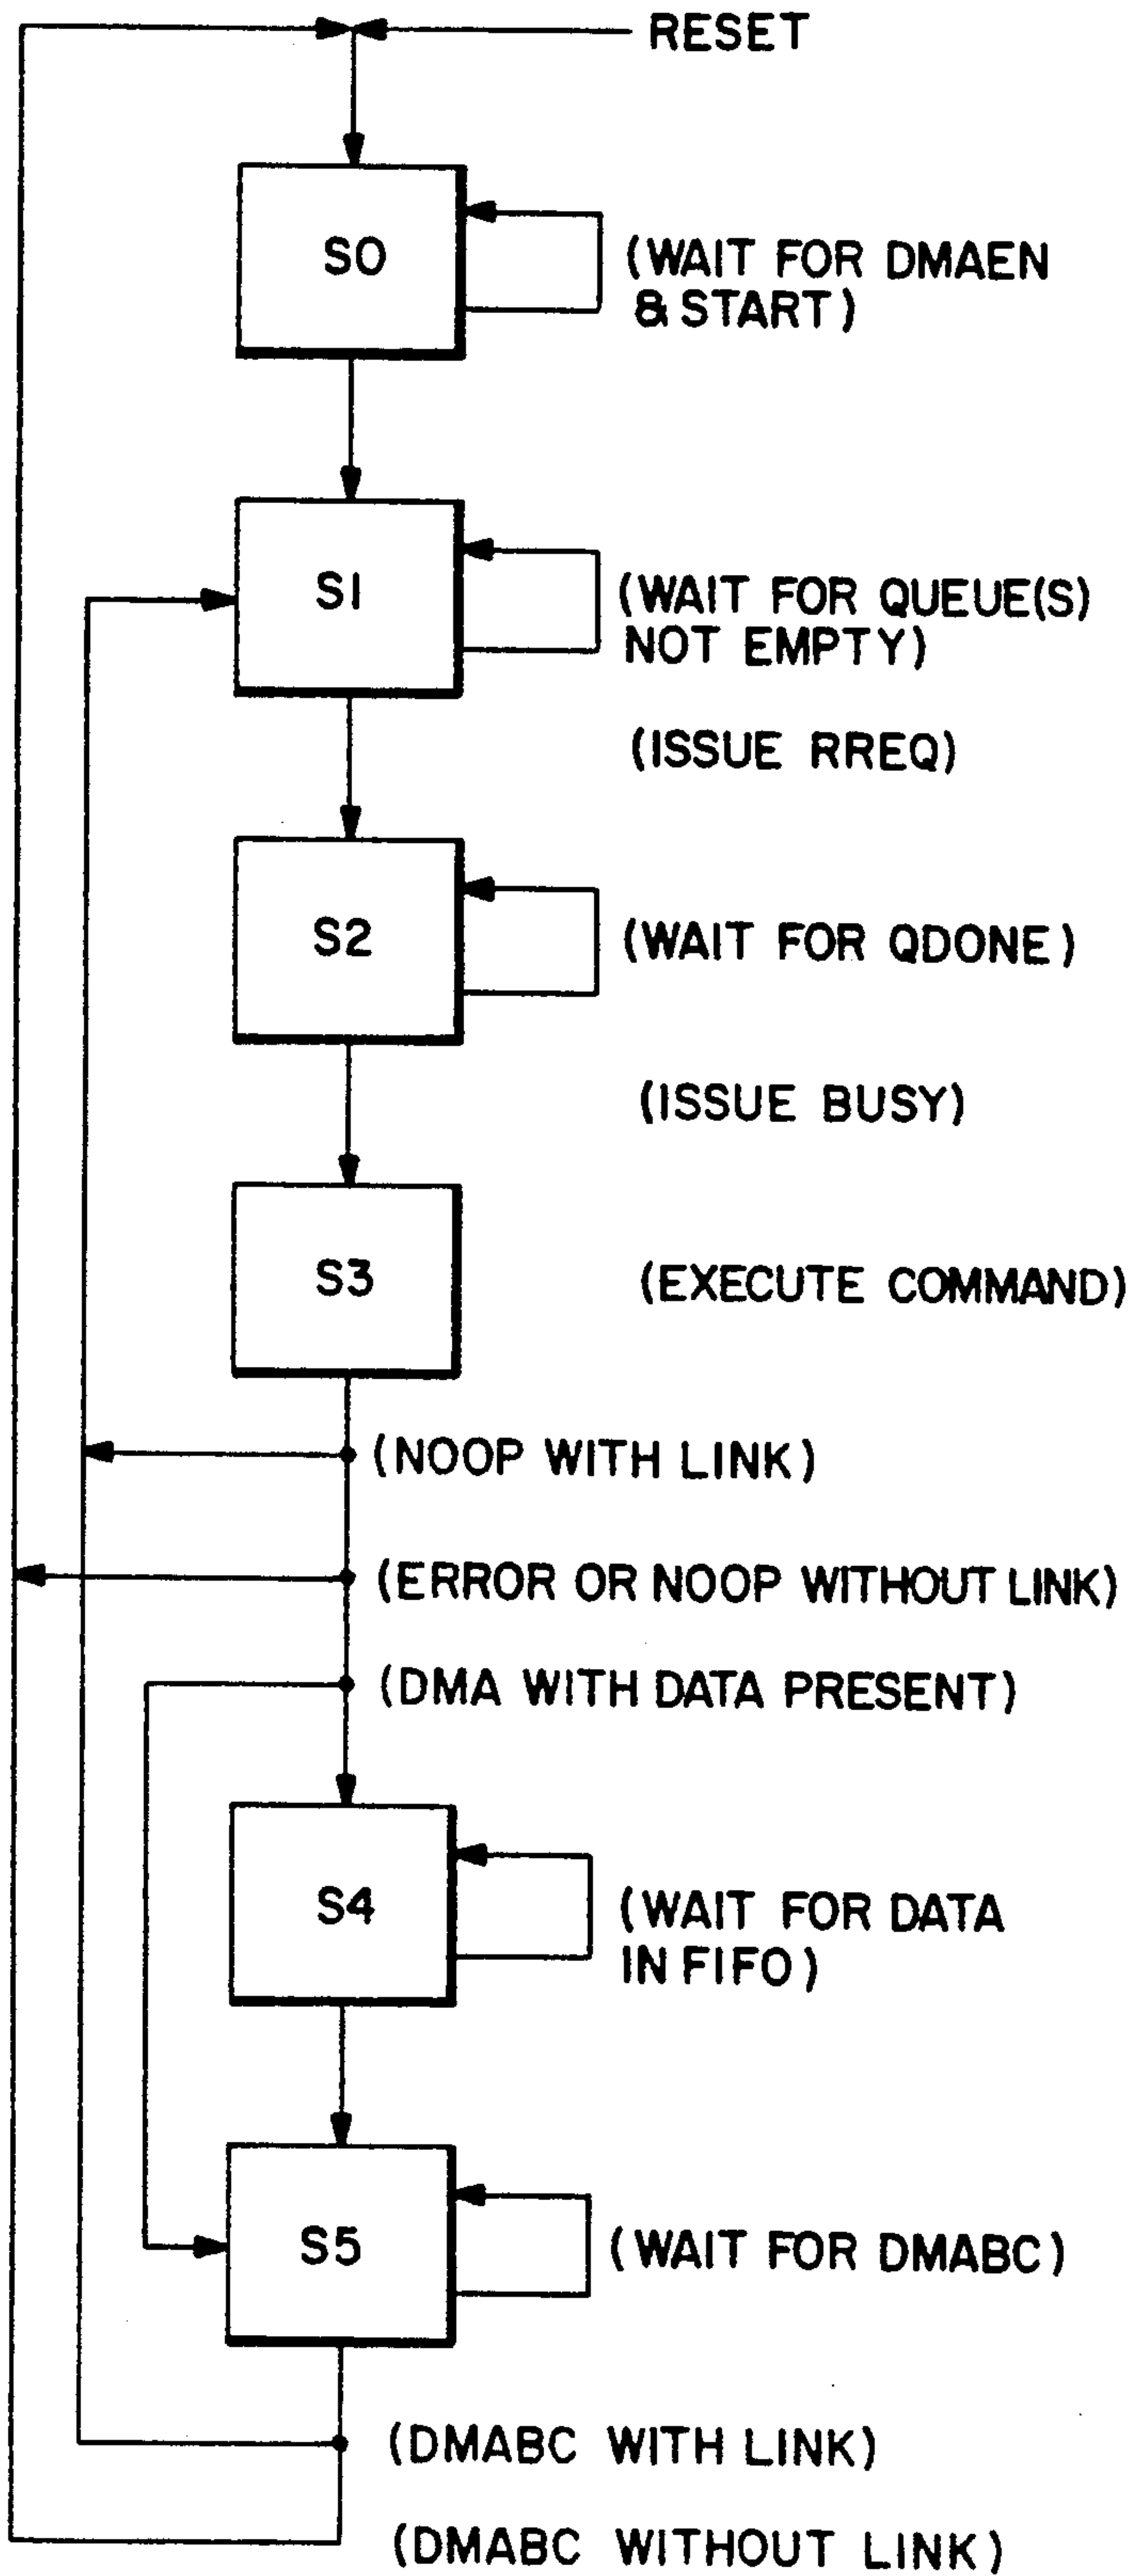 RESET
S0
(WAIT FOR DMAEN
& START)
S1
(WAIT FOR QUEUE(S)
NOT EMPTY)
(ISSUE RREQ)
S2
(WAIT FOR QDONE)
(ISSUE BUSY)
S3
(EXECUTE COMMAND)
(NOOP WITH LINK)
(ERROR OR NOOP WITHOUT LINK)
(DMA WITH DATA PRESENT)
S4
(WAIT FOR DATA
IN FIFO)
S5
(WAIT FOR DMABC)
(DMABC WITH LINK)
(DMABC WITHOUT LINK)